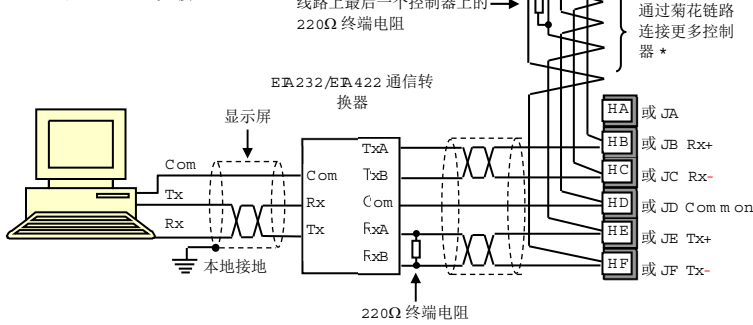 线路上最后一个控制器上的
220Ω 终端电阻
通过菊花链路
连接更多控制
器 *
EIA232/EIA422 通信转
换器
显示屏
Com
Tx
Rx
本地接地
Com
Rx
Tx
TxA
TxB
Com
RxA
RxB
220Ω 终端电阻
HA 或 JA
HB 或 JB Rx+
HC 或 JC Rx-
HD 或 JD Common
HE 或 JE Tx+
HF 或 JF Tx-